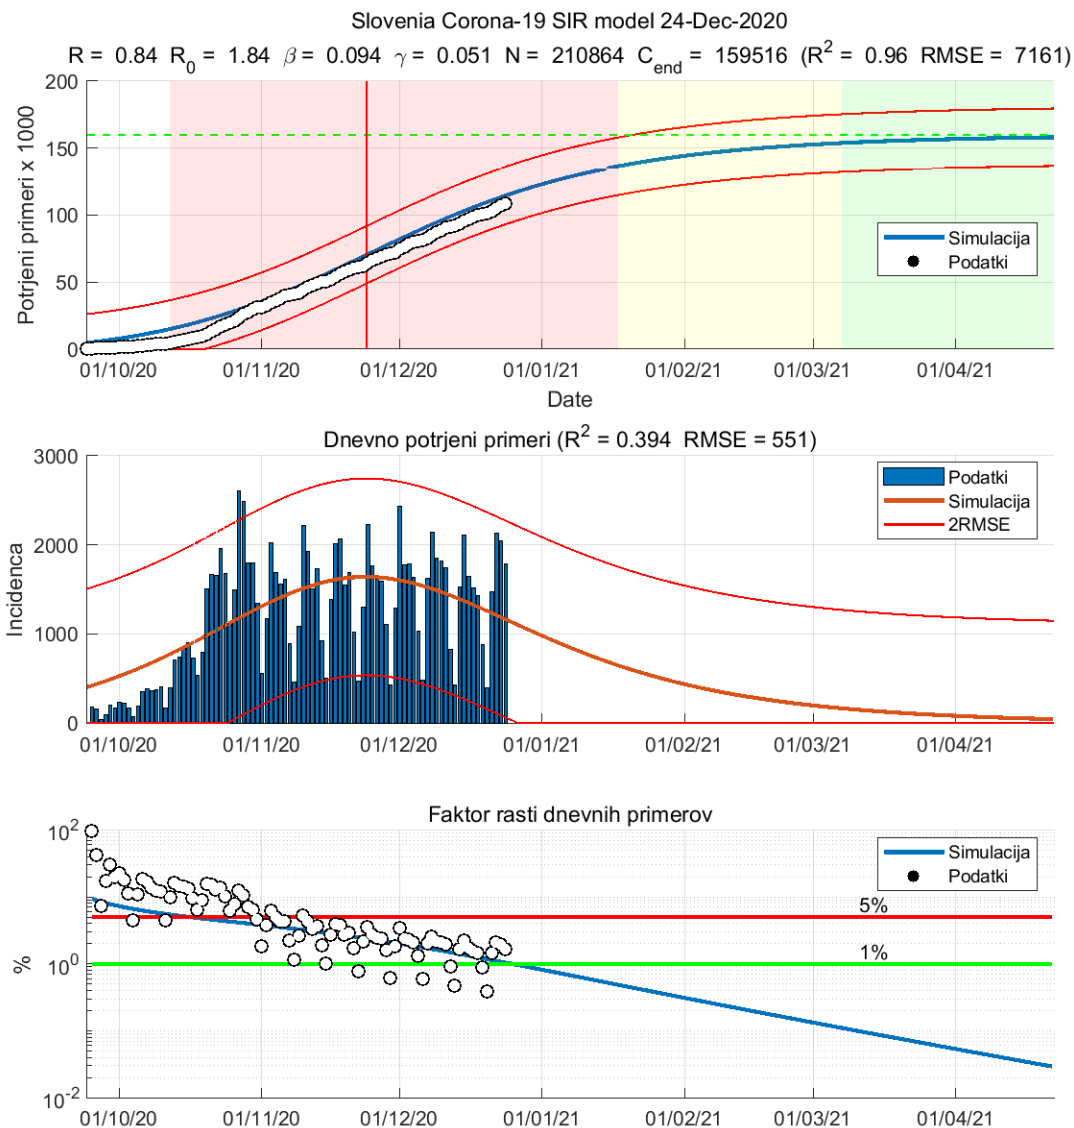 Slovenia Corona-19 SIR model 24-Dec-2020
R = 0.84 R0 = 1.84 β = 0.094 γ = 0.051 N = 210864 Cend = 159516 (R2 = 0.96 RMSE = 7161)
200
150
100
50
0
Potrjeni primeri x 1000
Simulacija
Podatki
01/10/20 01/11/20 01/12/20 01/01/21 01/02/21 01/03/21 01/04/21
Date
Dnevno potrjeni primeri (R2 = 0.394 RMSE = 551)
3000
2000
1000
0
Incidenca
Podatki
Simulacija
2RMSE
01/10/20 01/11/20 01/12/20 01/01/21 01/02/21 01/03/21 01/04/21
Faktor rasti dnevnih primerov
10^2
10^0
10^-2
%
Simulacija
Podatki
5%
1%
01/10/20 01/11/20 01/12/20 01/01/21 01/02/21 01/03/21 01/04/21